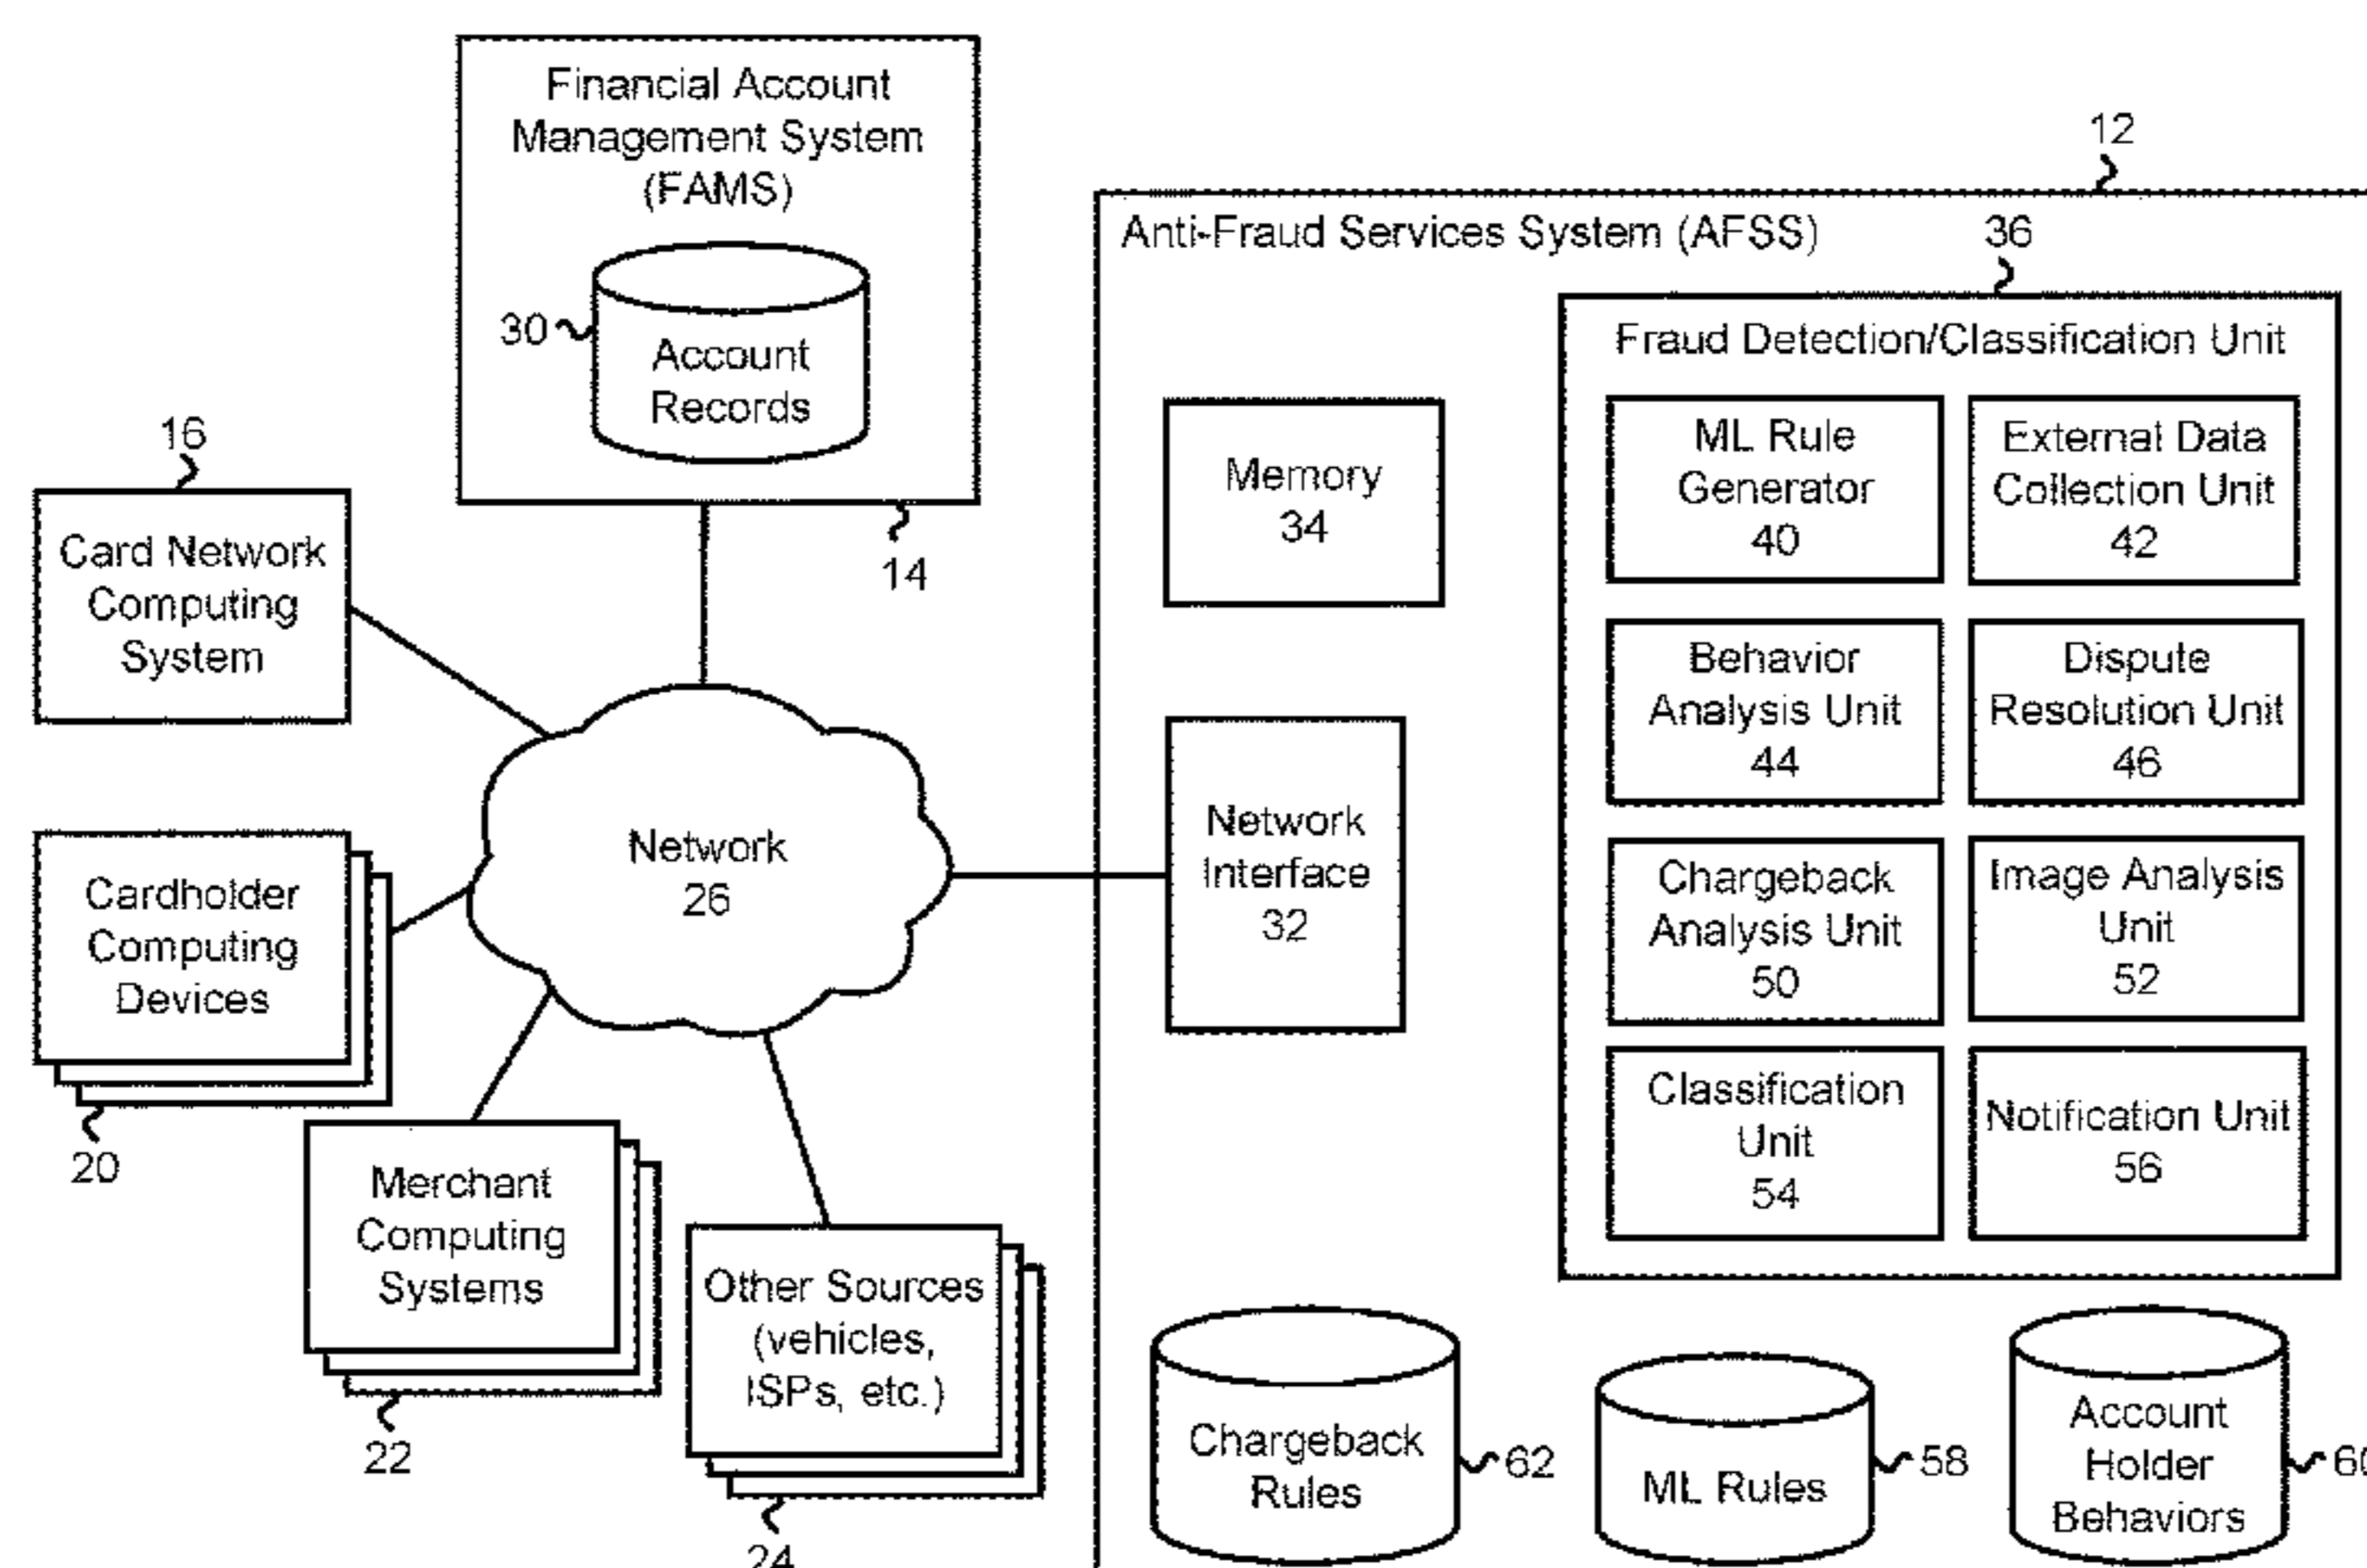 Financial Account
Management System
(FAMS)
30
Account
Records
14
16
Card Network
Computing
System
Cardholder
Computing
Devices
20
Network
26
Merchant
Computing
Systems
22
Other Sources
(vehicles,
ISPs, etc.)
24
12
Anti-Fraud Services System (AFSS)
36
Memory
34
Network
Interface
32
Fraud Detection/Classification Unit
ML Rule
Generator
40
External Data
Collection Unit
42
Behavior
Analysis Unit
44
Dispute
Resolution Unit
46
Chargeback
Analysis Unit
50
Image Analysis
Unit
52
Classification
Unit
54
Notification Unit
56
Chargeback
Rules
62
ML Rules
58
Account
Holder
Behaviors
60